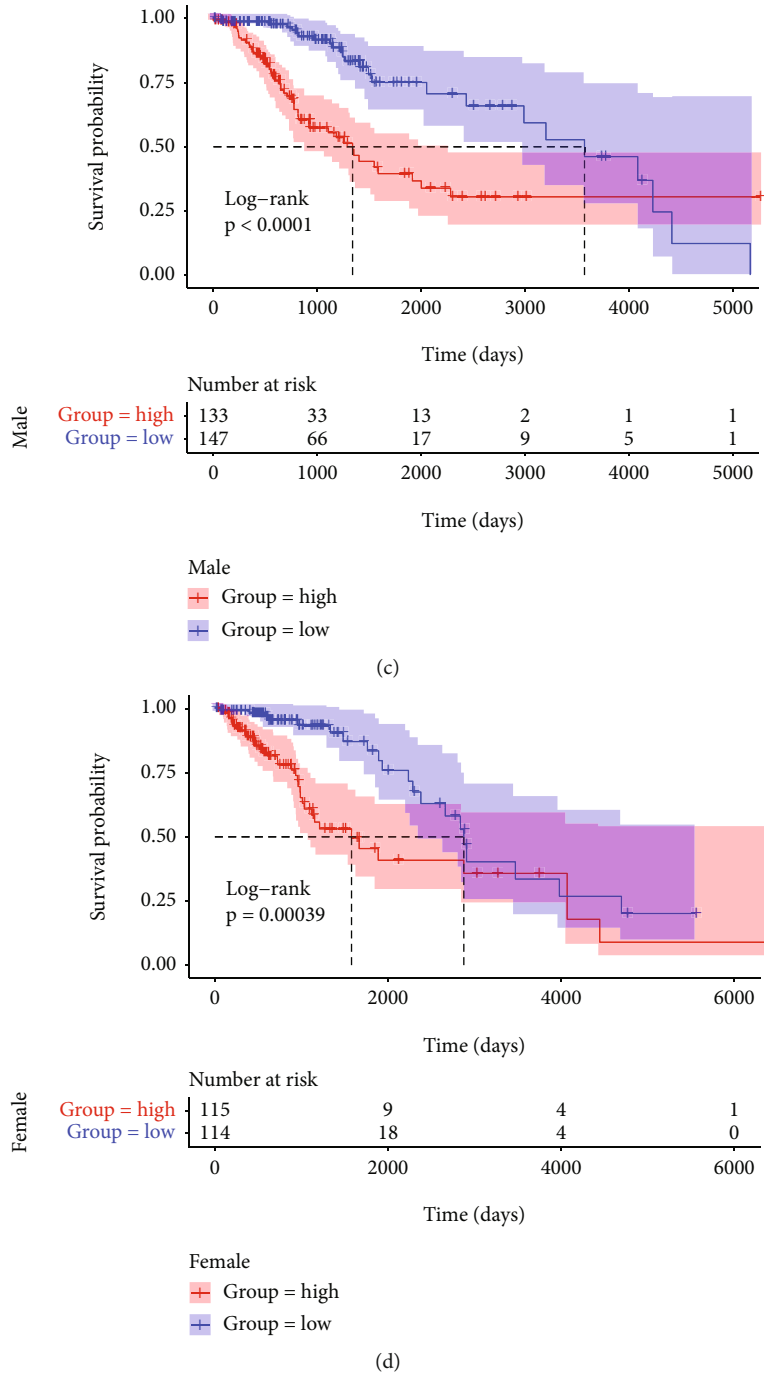 1.00
0.75
0.50
0.25
0.00
Survival probability
Log-rank
p < 0.0001
0 1000 2000 3000 4000 5000
Time (days)
Number at risk
Male
Group = high 133 33 13 2 1 1
Group = low 147 66 17 9 5 1
0 1000 2000 3000 4000 5000
Time (days)
Male
Group = high
Group = low
(c)
1.00
0.75
0.50
0.25
0.00
Survival probability
Log-rank
p = 0.00039
0 2000 4000 6000
Time (days)
Number at risk
Female
Group = high 115 9 4 1
Group = low 114 18 4 0
0 2000 4000 6000
Time (days)
Female
Group = high
Group = low
(d)